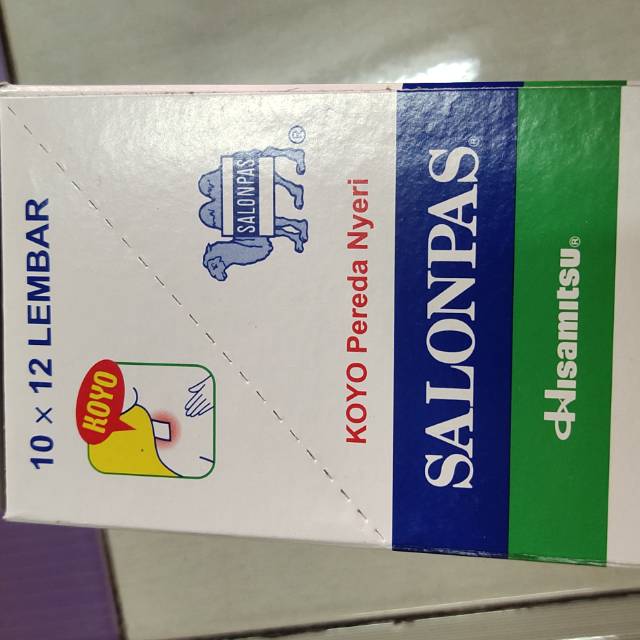 Hisamitsu®
SALONPAS®
KOYO Pereda Nyeri
SALONPAS
®
KOYO
10 x 12 LEMBAR